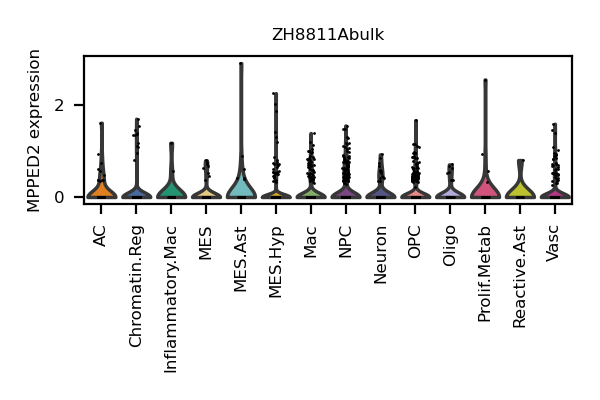 ZH8811Abulk
MPPED2 expression
2
0
AC
Chromatin.Reg
Inflammatory.Mac
MES
MES.Ast
MES.Hyp
Mac
NPC
Neuron
OPC
Oligo
Prolif.Metab
Reactive.Ast
Vasc